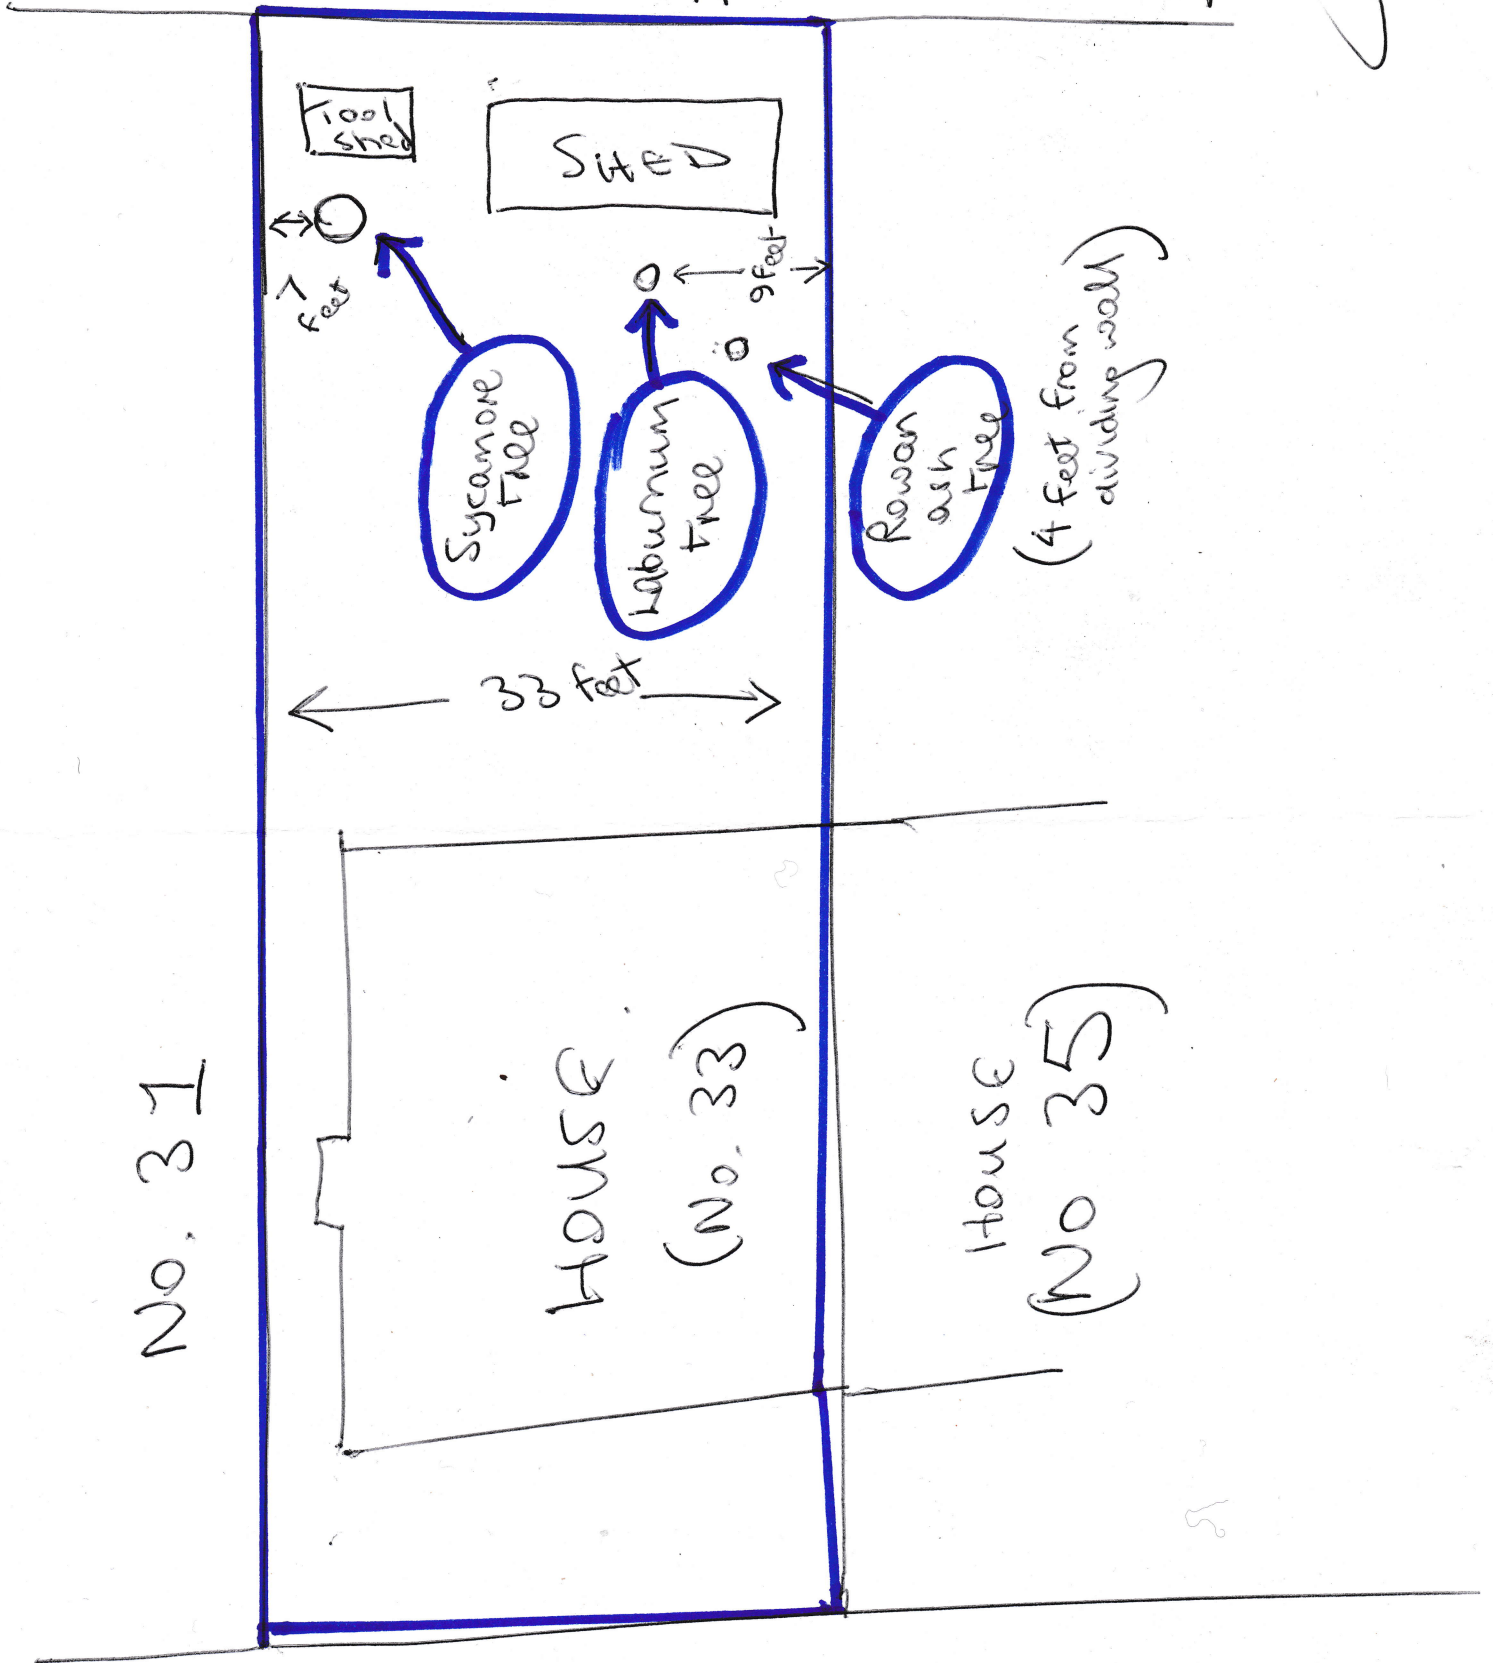 Tool
shed
SHED
7
feet
9 feet
Sycamore
tree
Laburnum
tree
Rowan
ash
tree
(4 feet from
dividing wall)
33 feet
No. 31
HOUSE
(No. 33)
HOUSE
(No 35)